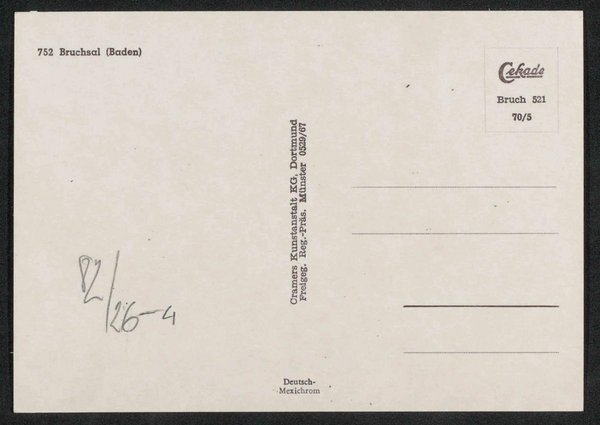 752 Bruchsal (Baden)
Cekade
Bruch 521
70/5
Cramers Kunstanstalt KG, Dortmund
Freigeg. Reg.-Präs. Münster 0529/67
82/26-4
Deutsch-
Mexichrom